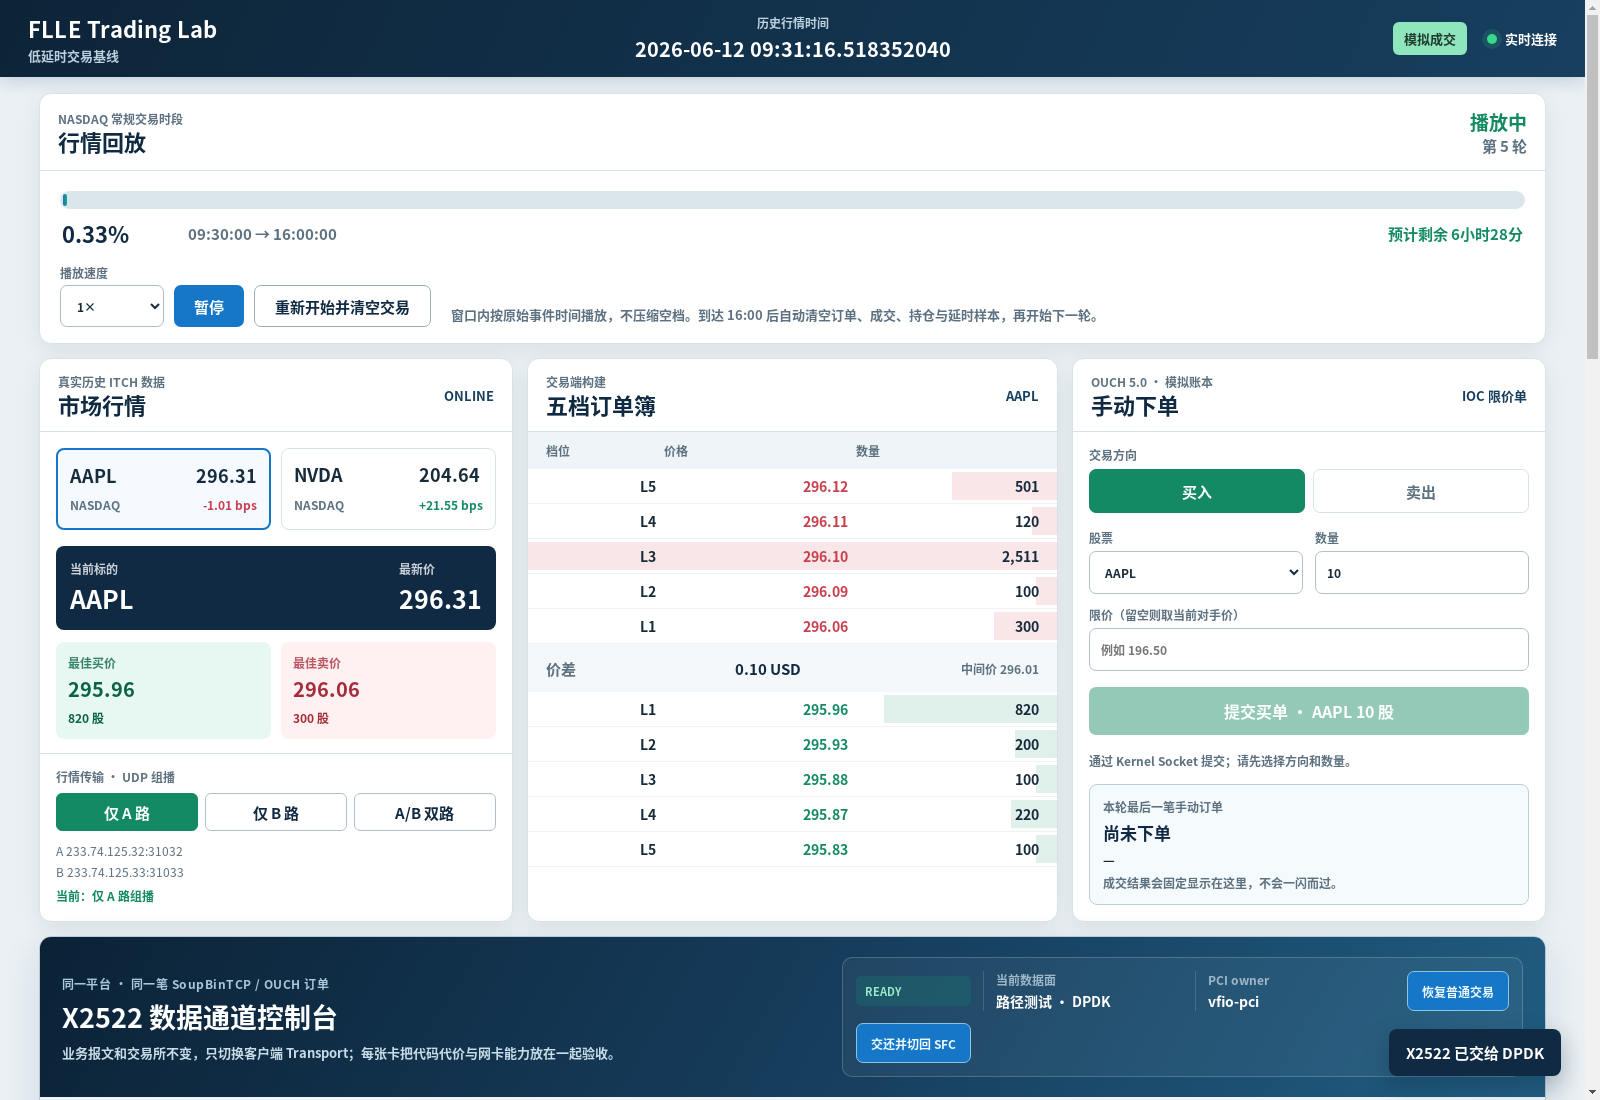 FLLE Trading Lab
低延时交易基线
历史行情时间
2026-06-12 09:31:16.518352040
模拟成交
实时连接
NASDAQ 常规交易时段
行情回放
播放中
第 5 轮
0.33%
09:30:00 → 16:00:00
预计剩余 6小时28分
播放速度
1×
暂停
重新开始并清空交易
窗口内按原始事件时间播放，不压缩空档。到达 16:00 后自动清空订单、成交、持仓与延时样本，再开始下一轮。
真实历史 ITCH 数据
市场行情
ONLINE
AAPL 296.31
NASDAQ -1.01 bps
NVDA 204.64
NASDAQ +21.55 bps
当前标的 最新价
AAPL 296.31
最佳买价
295.96
820 股
最佳卖价
296.06
300 股
行情传输 · UDP 组播
仅 A 路
仅 B 路
A/B 双路
A 233.74.125.32:31032
B 233.74.125.33:31033
当前：仅 A 路组播
交易端构建
五档订单簿
AAPL
档位 价格 数量
L5 296.12 501
L4 296.11 120
L3 296.10 2,511
L2 296.09 100
L1 296.06 300
价差 0.10 USD 中间价 296.01
L1 295.96 820
L2 295.93 200
L3 295.88 100
L4 295.87 220
L5 295.83 100
OUCH 5.0 · 模拟账本
手动下单
IOC 限价单
交易方向
买入
卖出
股票 数量
AAPL 10
限价（留空则取当前对手价）
例如 196.50
提交买单 · AAPL 10 股
通过 Kernel Socket 提交；请先选择方向和数量。
本轮最后一笔手动订单
尚未下单
—
成交结果会固定显示在这里，不会一闪而过。
同一平台 · 同一笔 SoupBinTCP / OUCH 订单
X2522 数据通道控制台
业务报文和交易所不变，只切换客户端 Transport；每张卡把代码代价与网卡能力放在一起验收。
READY
当前数据面
路径测试 · DPDK
PCI owner
vfio-pci
恢复普通交易
交还并切回 SFC
X2522 已交给 DPDK